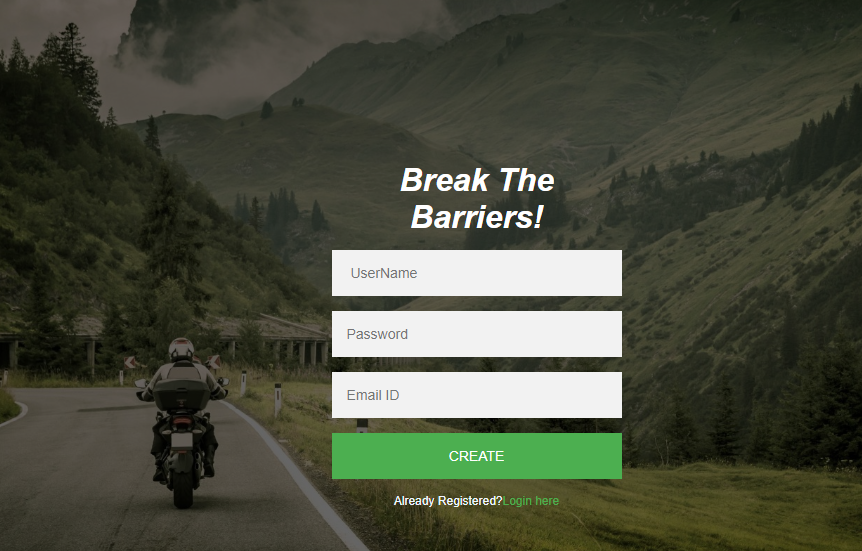 Break The
Barriers!
UserName
Password
Email ID
CREATE
Already Registered?Login here